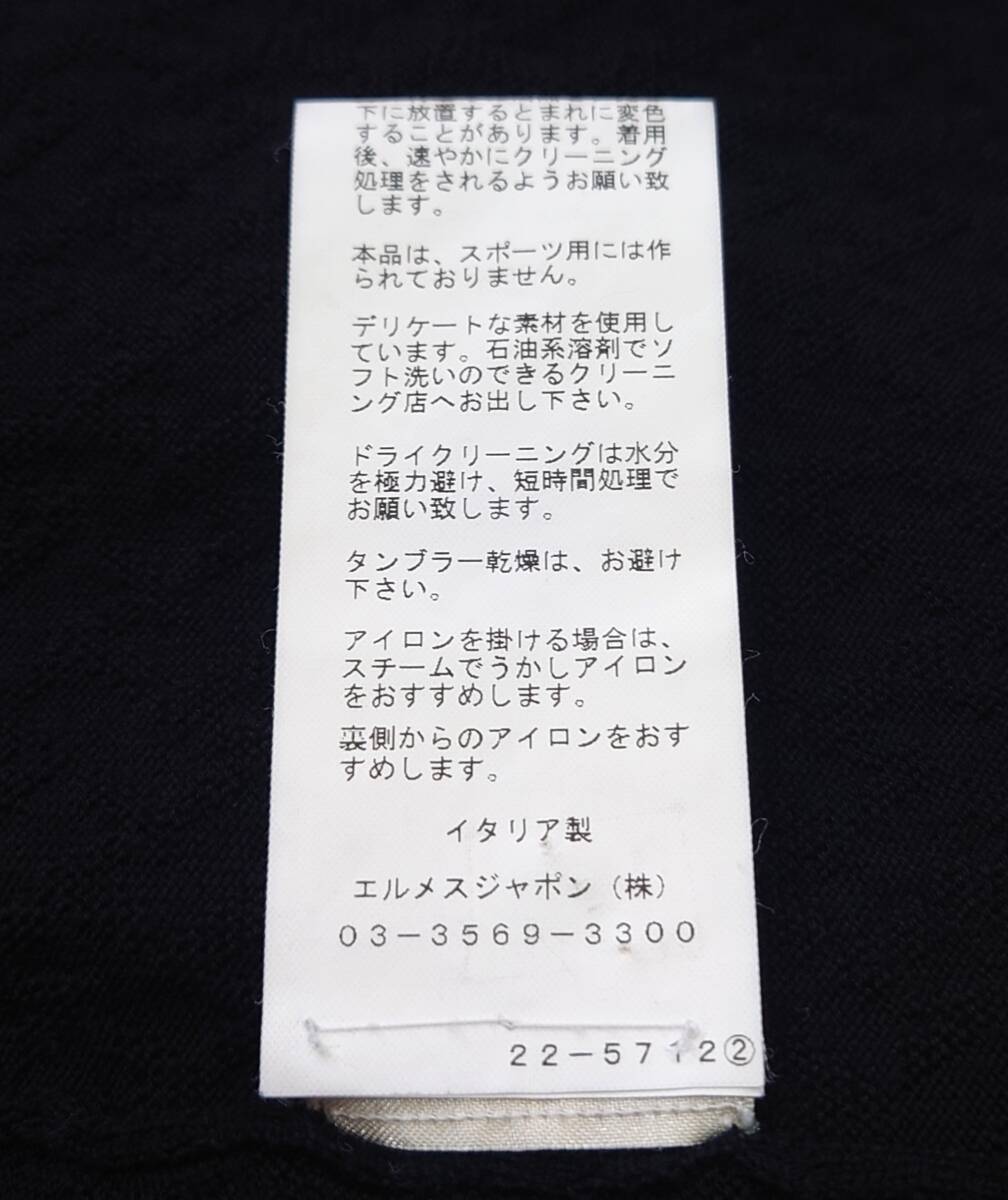 下に放置するとまれに変色
することがあります。着用
後、速やかにクリーニング
処理をされるようお願い致
します。
本品は、スポーツ用には作
られておりません。
デリケートな素材を使用し
ています。石油系溶剤でソ
フト洗いのできるクリーニ
ング店へお出し下さい。
ドライクリーニングは水分
を極力避け、短時間処理で
お願い致します。
タンブラー乾燥は、お避け
下さい。
アイロンを掛ける場合は、
スチームでうかしアイロン
をおすすめします。
裏側からのアイロンをおす
すめします。
イタリア製
エルメスジャポン（株）
０３－３５６９－３３００
２２－５７１２②